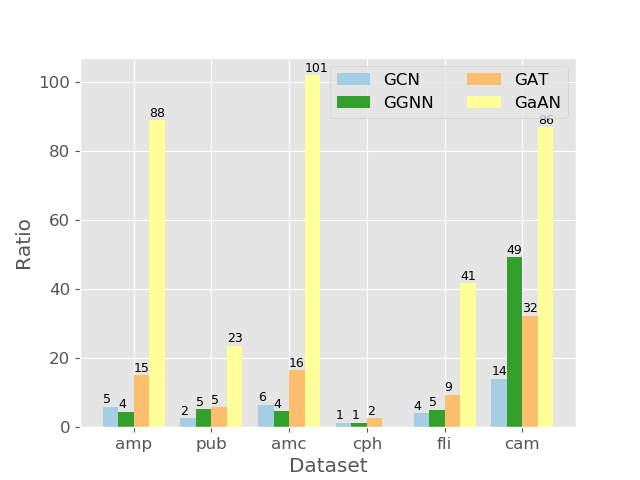 GCN GAT
GGNN GaAN
Ratio
100
80
60
40
20
0
5 4 15 88
2 5 5 23
6 4 16 101
1 1 2
4 5 9 41
14 49 32 86
amp pub amc cph fli cam
Dataset